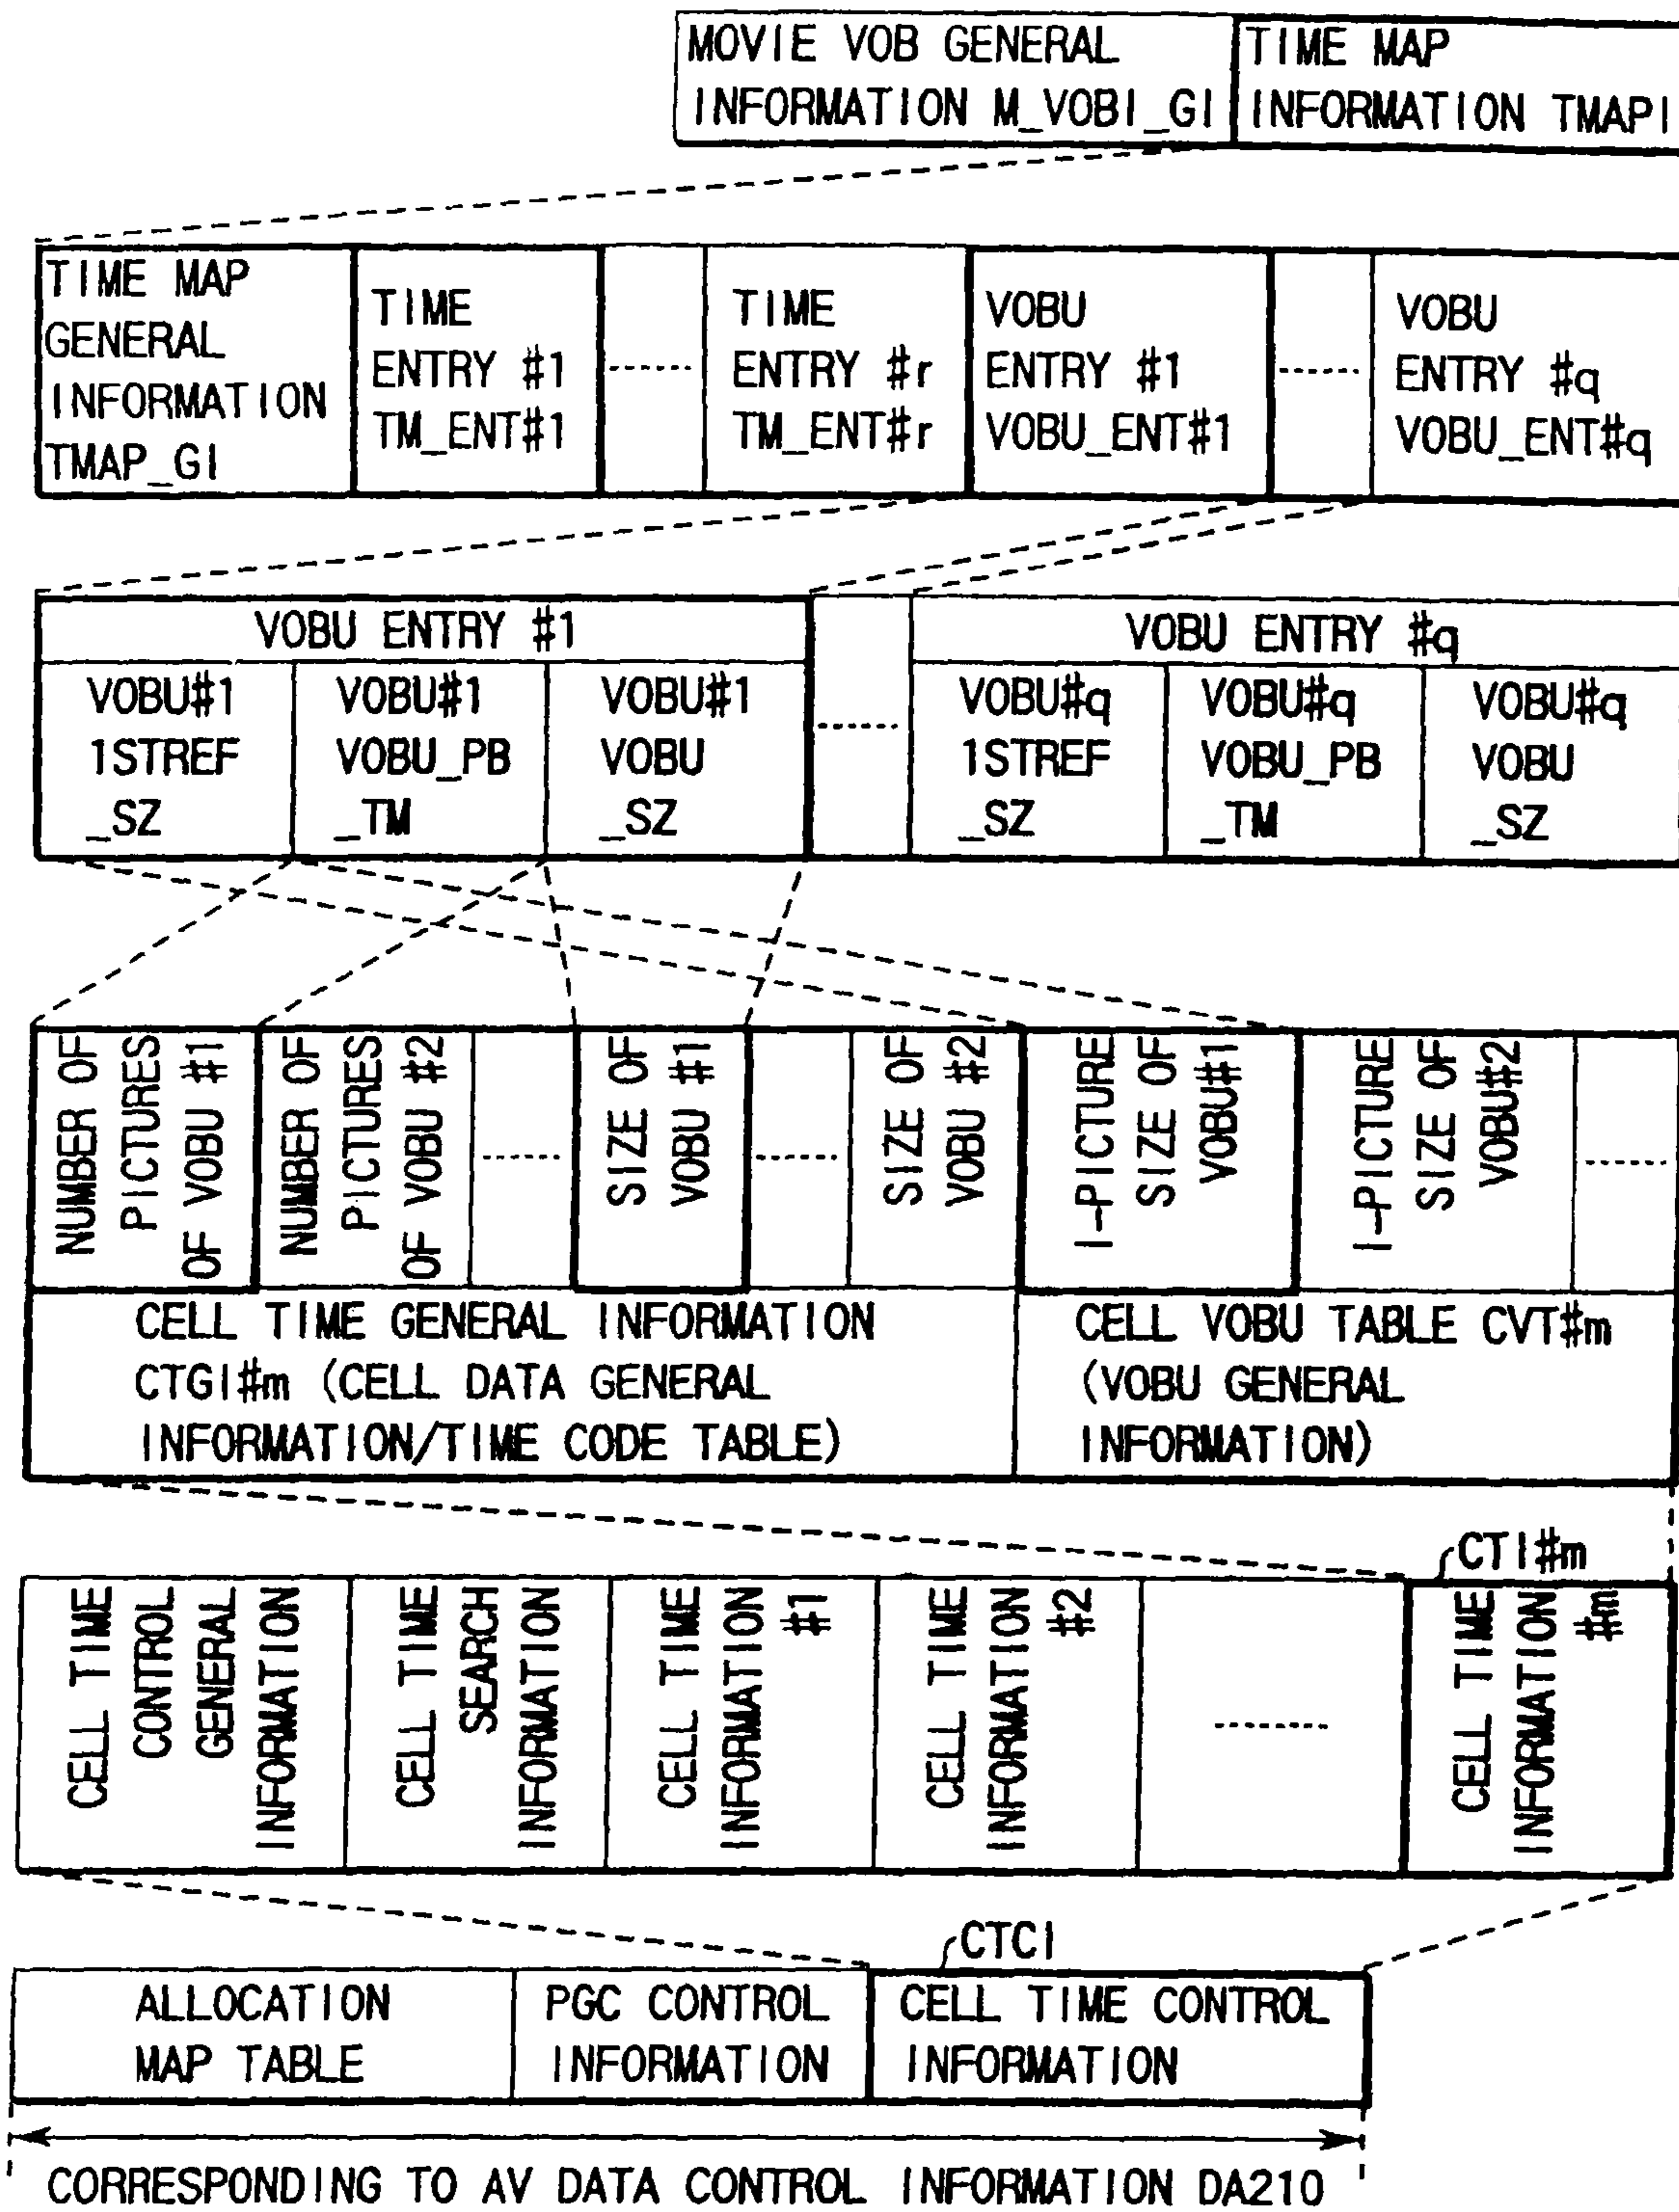 MOVIE VOB GENERAL
INFORMATION M_VOBI_GI
TIME MAP
INFORMATION TMAPI
TIME MAP
GENERAL
INFORMATION
TMAP_GI
TIME
ENTRY #1
TM_ENT#1
........
TIME
ENTRY #r
TM_ENT#r
VOBU
ENTRY #1
VOBU_ENT#1
........
VOBU
ENTRY #q
VOBU_ENT#q
VOBU ENTRY #1
VOBU#1
1STREF
_SZ
VOBU#1
VOBU_PB
_TM
VOBU#1
VOBU
_SZ
........
VOBU ENTRY #q
VOBU#q
1STREF
_SZ
VOBU#q
VOBU_PB
_TM
VOBU#q
VOBU
_SZ
NUMBER OF
PICTURES
OF VOBU #1
NUMBER OF
PICTURES
OF VOBU #2
........
SIZE OF
VOBU #1
........
SIZE OF
VOBU #2
I-PICTURE
SIZE OF
VOBU#1
I-PICTURE
SIZE OF
VOBU#2
........
CELL TIME GENERAL INFORMATION
CTGI#m (CELL DATA GENERAL
INFORMATION/TIME CODE TABLE)
CELL VOBU TABLE CVT#m
(VOBU GENERAL
INFORMATION)
CTI#m
CELL TIME
CONTROL
GENERAL
INFORMATION
CELL TIME
SEARCH
INFORMATION
CELL TIME
INFORMATION
#1
CELL TIME
INFORMATION
#2
........
CELL TIME
INFORMATION
#m
CTCI
ALLOCATION
MAP TABLE
PGC CONTROL
INFORMATION
CELL TIME CONTROL
INFORMATION
CORRESPONDING TO AV DATA CONTROL INFORMATION DA210